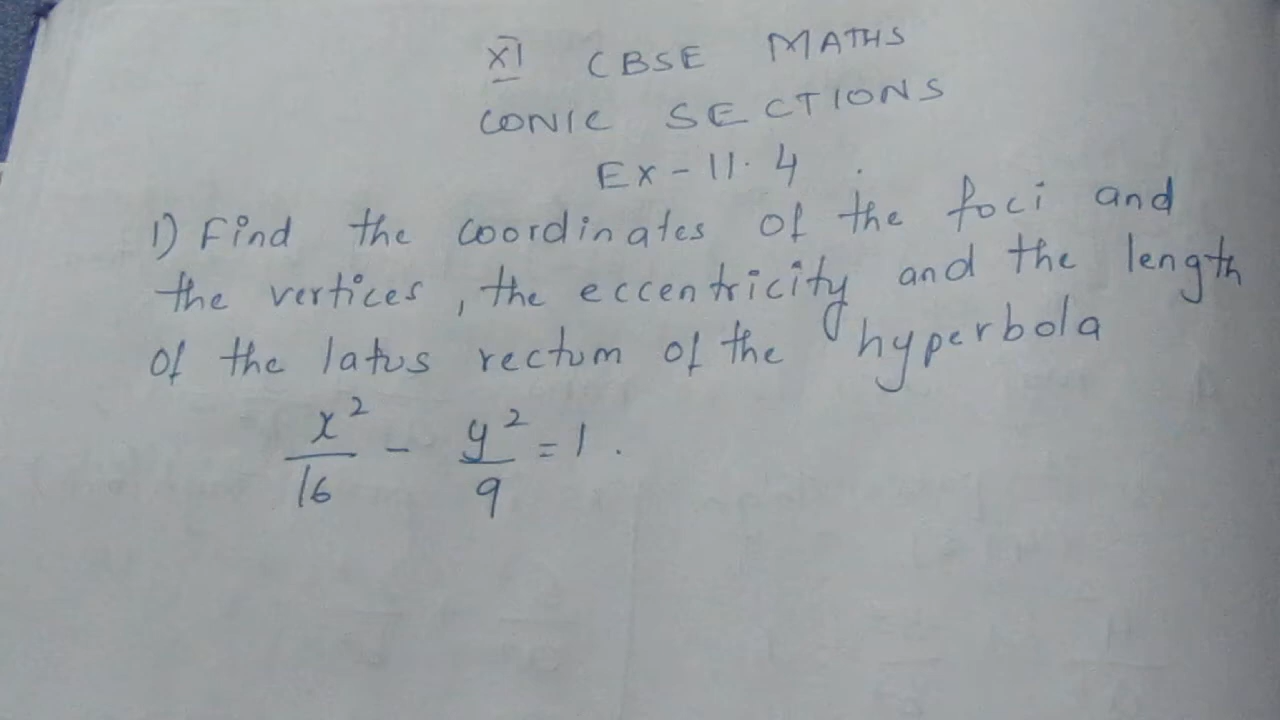 XI CBSE MATHS
CONIC SECTIONS
Ex - 11.4
1) Find the coordinates of the foci and
the vertices, the eccentricity and the length
of the latus rectum of the hyperbola
x²/16 - y²/9 = 1.